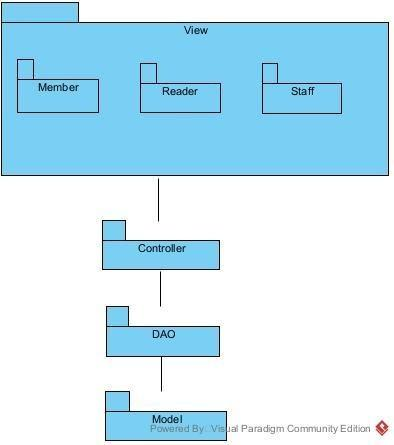 View
Member
Reader
Staff
Controller
DAO
Model
Powered By: Visual Paradigm Community Edition